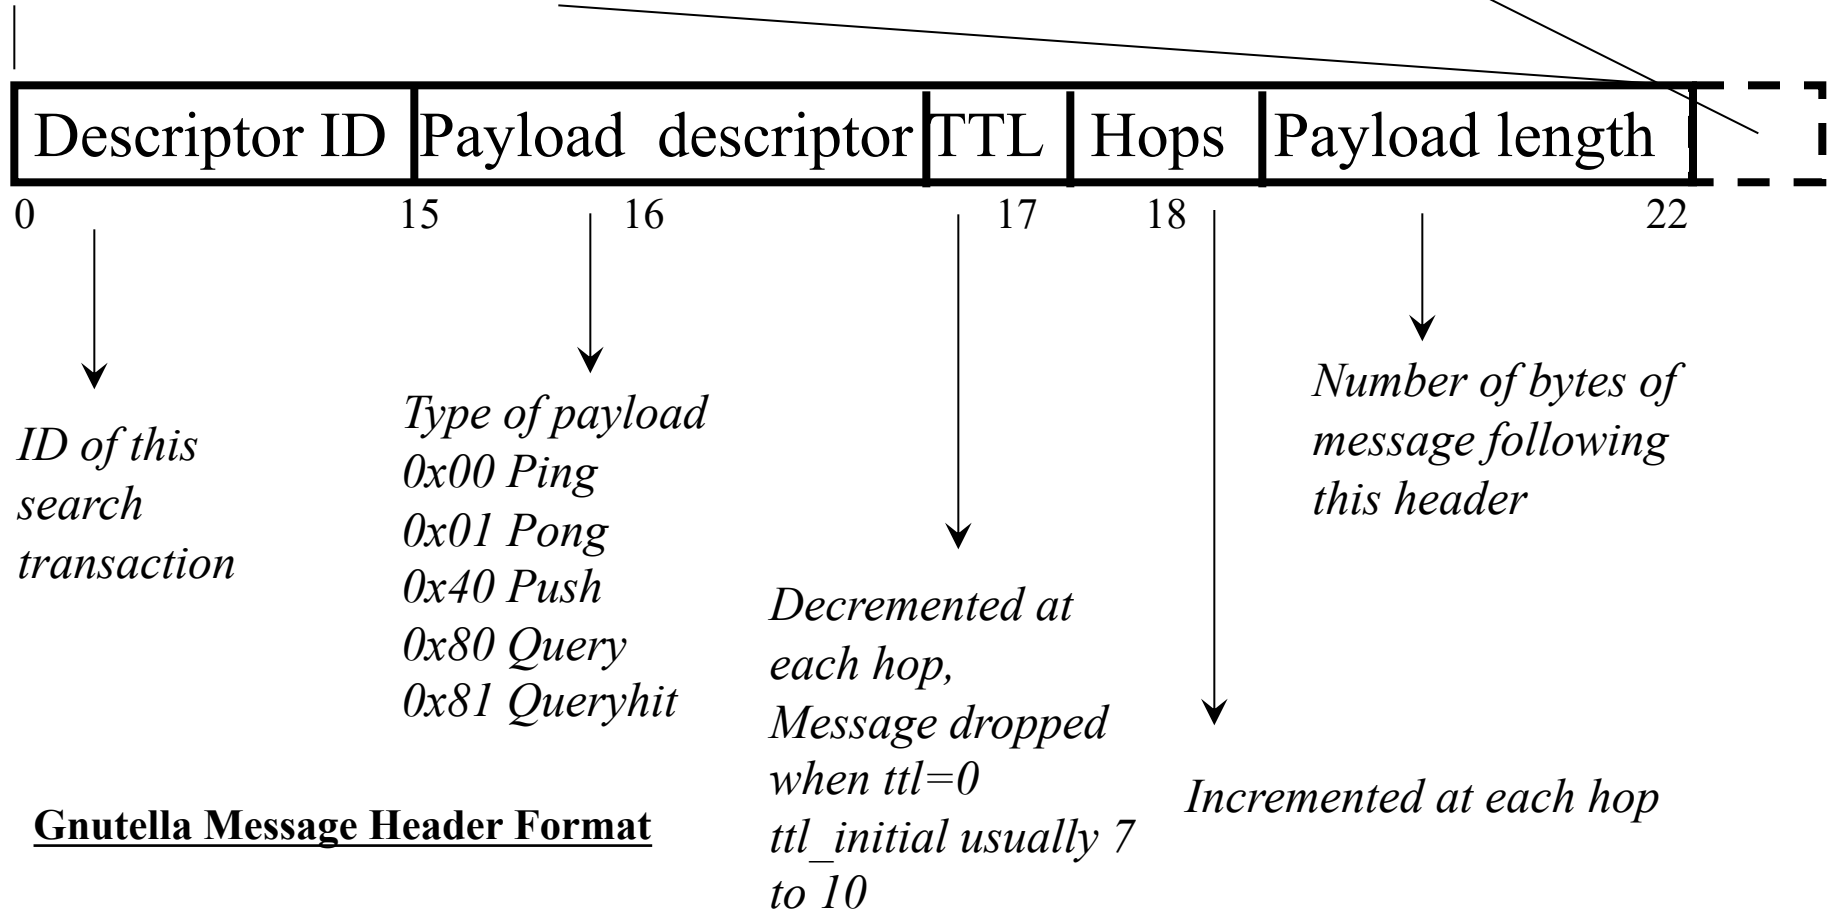 Descriptor ID Payload descriptor TTL Hops Payload length
0 15 16 17 18 22
ID of this
search
transaction
Type of payload
0x00 Ping
0x01 Pong
0x40 Push
0x80 Query
0x81 Queryhit
Decremented at
each hop,
Message dropped
when ttl=0
ttl_initial usually 7
to 10
Incremented at each hop
Number of bytes of
message following
this header
Gnutella Message Header Format